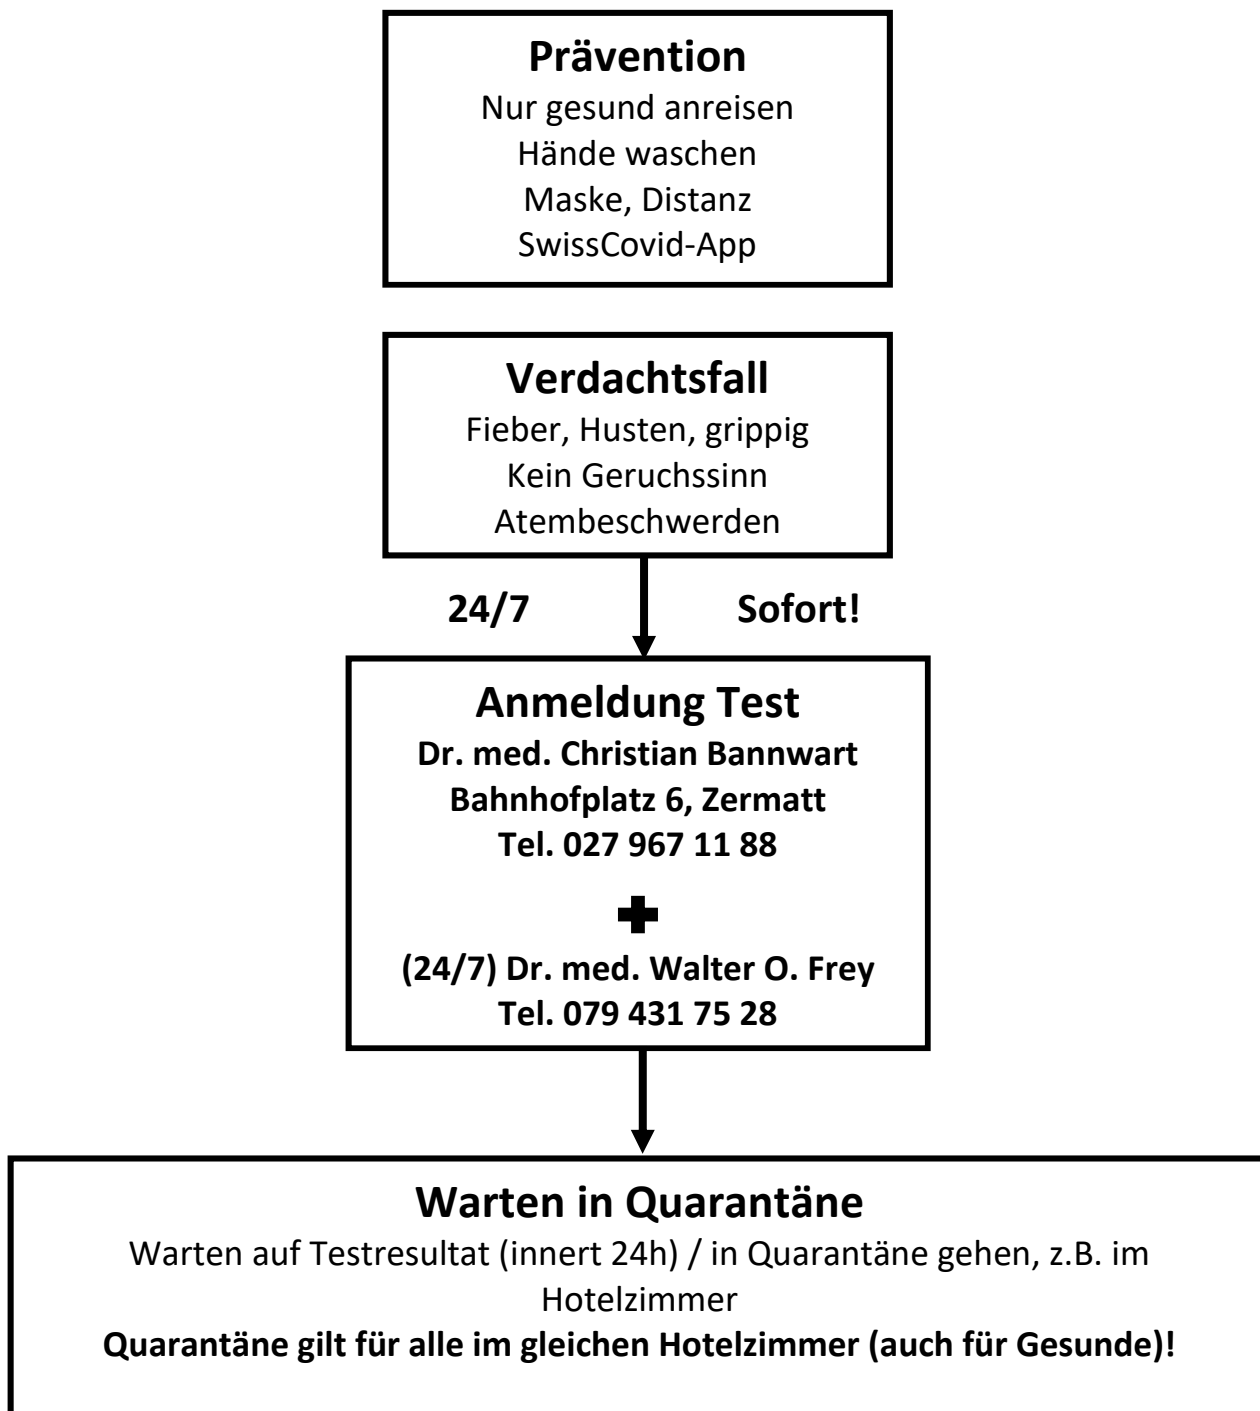 Prävention
Nur gesund anreisen
Hände waschen
Maske, Distanz
SwissCovid-App
Verdachtsfall
Fieber, Husten, grippig
Kein Geruchssinn
Atembeschwerden
24/7 Sofort!
Anmeldung Test
Dr. med. Christian Bannwart
Bahnhofplatz 6, Zermatt
Tel. 027 967 11 88
(24/7) Dr. med. Walter O. Frey
Tel. 079 431 75 28
Warten in Quarantäne
Warten auf Testresultat (innert 24h) / in Quarantäne gehen, z.B. im
Hotelzimmer
Quarantäne gilt für alle im gleichen Hotelzimmer (auch für Gesunde)!